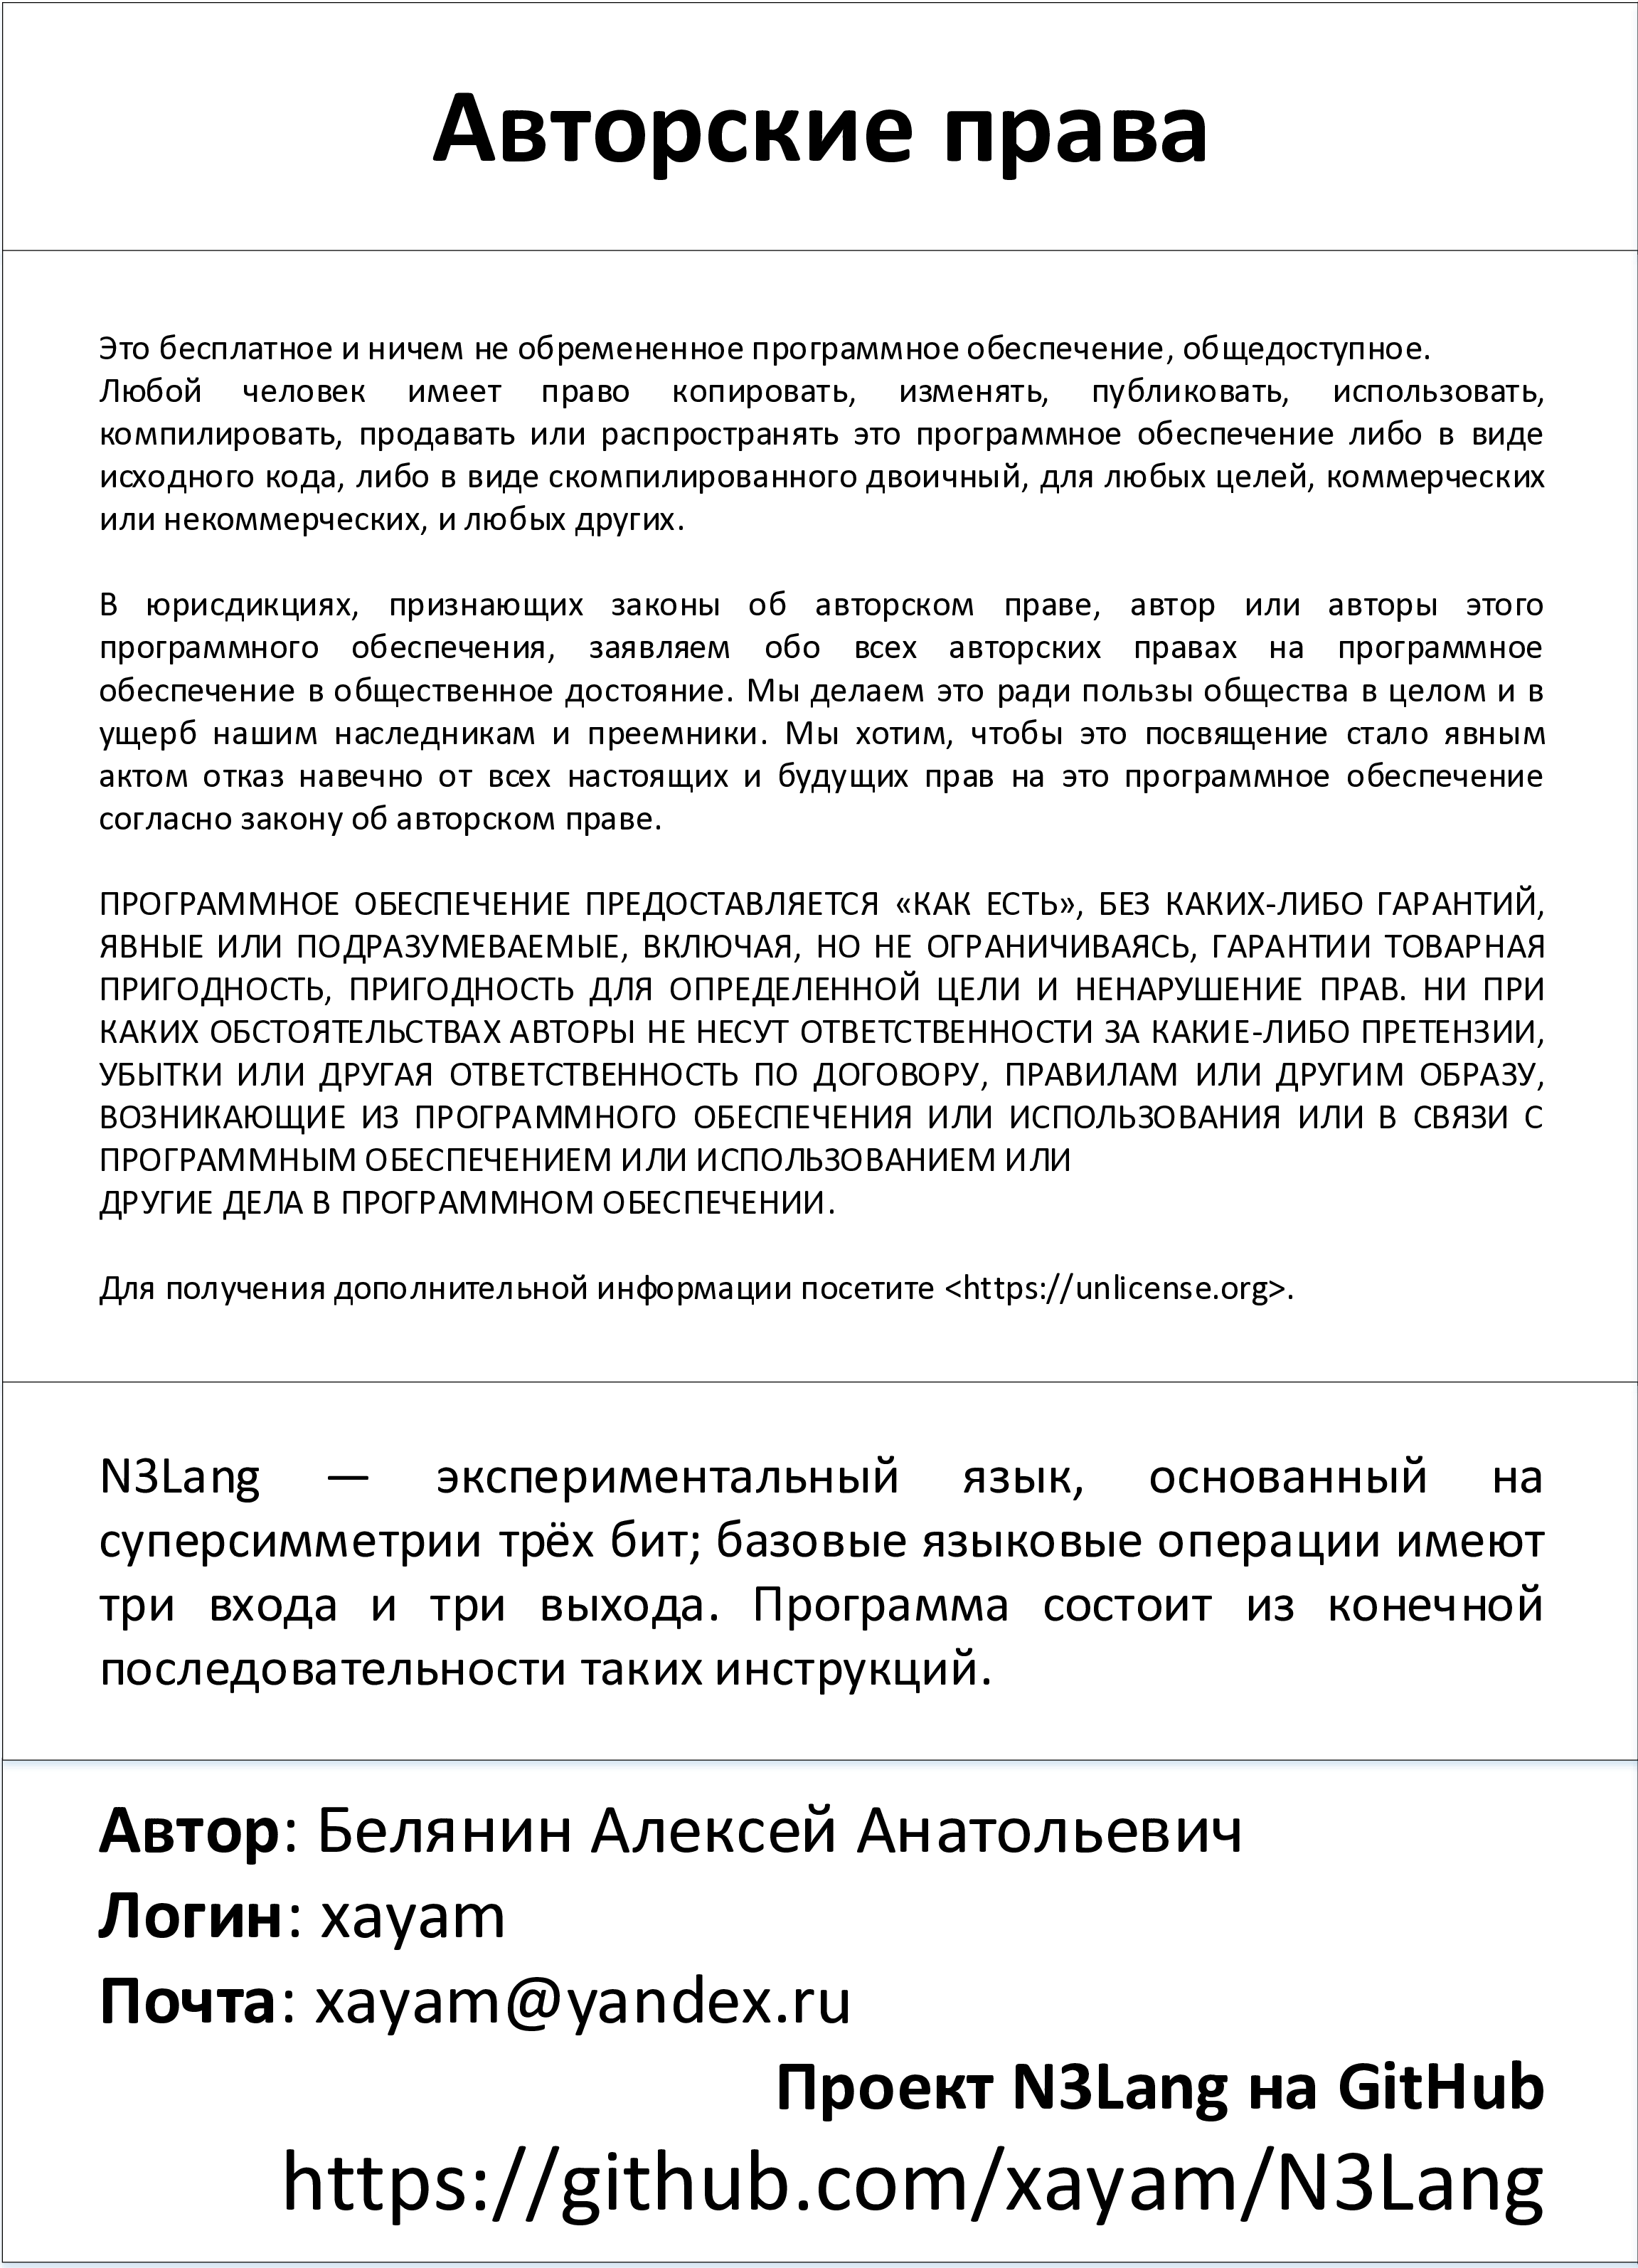 Авторские права
Это бесплатное и ничем не обремененное программное обеспечение, общедоступное.
Любой человек имеет право копировать, изменять, публиковать, использовать,
компилировать, продавать или распространять это программное обеспечение либо в виде
исходного кода, либо в виде скомпилированного двоичный, для любых целей, коммерческих
или некоммерческих, и любых других.
В юрисдикциях, признающих законы об авторском праве, автор или авторы этого
программного обеспечения, заявляем обо всех авторских правах на программное
обеспечение в общественное достояние. Мы делаем это ради пользы общества в целом и в
ущерб нашим наследникам и преемники. Мы хотим, чтобы это посвящение стало явным
актом отказ навечно от всех настоящих и будущих прав на это программное обеспечение
согласно закону об авторском праве.
ПРОГРАММНОЕ ОБЕСПЕЧЕНИЕ ПРЕДОСТАВЛЯЕТСЯ «КАК ЕСТЬ», БЕЗ КАКИХ-ЛИБО ГАРАНТИЙ,
ЯВНЫЕ ИЛИ ПОДРАЗУМЕВАЕМЫЕ, ВКЛЮЧАЯ, НО НЕ ОГРАНИЧИВАЯСЬ, ГАРАНТИИ ТОВАРНАЯ
ПРИГОДНОСТЬ, ПРИГОДНОСТЬ ДЛЯ ОПРЕДЕЛЕННОЙ ЦЕЛИ И НЕНАРУШЕНИЕ ПРАВ. НИ ПРИ
КАКИХ ОБСТОЯТЕЛЬСТВАХ АВТОРЫ НЕ НЕСУТ ОТВЕТСТВЕННОСТИ ЗА КАКИЕ-ЛИБО ПРЕТЕНЗИИ,
УБЫТКИ ИЛИ ДРУГАЯ ОТВЕТСТВЕННОСТЬ ПО ДОГОВОРУ, ПРАВИЛАМ ИЛИ ДРУГИМ ОБРАЗУ,
ВОЗНИКАЮЩИЕ ИЗ ПРОГРАММНОГО ОБЕСПЕЧЕНИЯ ИЛИ ИСПОЛЬЗОВАНИЯ ИЛИ В СВЯЗИ С
ПРОГРАММНЫМ ОБЕСПЕЧЕНИЕМ ИЛИ ИСПОЛЬЗОВАНИЕМ ИЛИ
ДРУГИЕ ДЕЛА В ПРОГРАММНОМ ОБЕСПЕЧЕНИИ.
Для получения дополнительной информации посетите <https://unlicense.org>.
N3Lang — экспериментальный язык, основанный на
суперсимметрии трёх бит; базовые языковые операции имеют
три входа и три выхода. Программа состоит из конечной
последовательности таких инструкций.
Автор: Белянин Алексей Анатольевич
Логин: xayam
Почта: xayam@yandex.ru
Проект N3Lang на GitHub
https://github.com/xayam/N3Lang